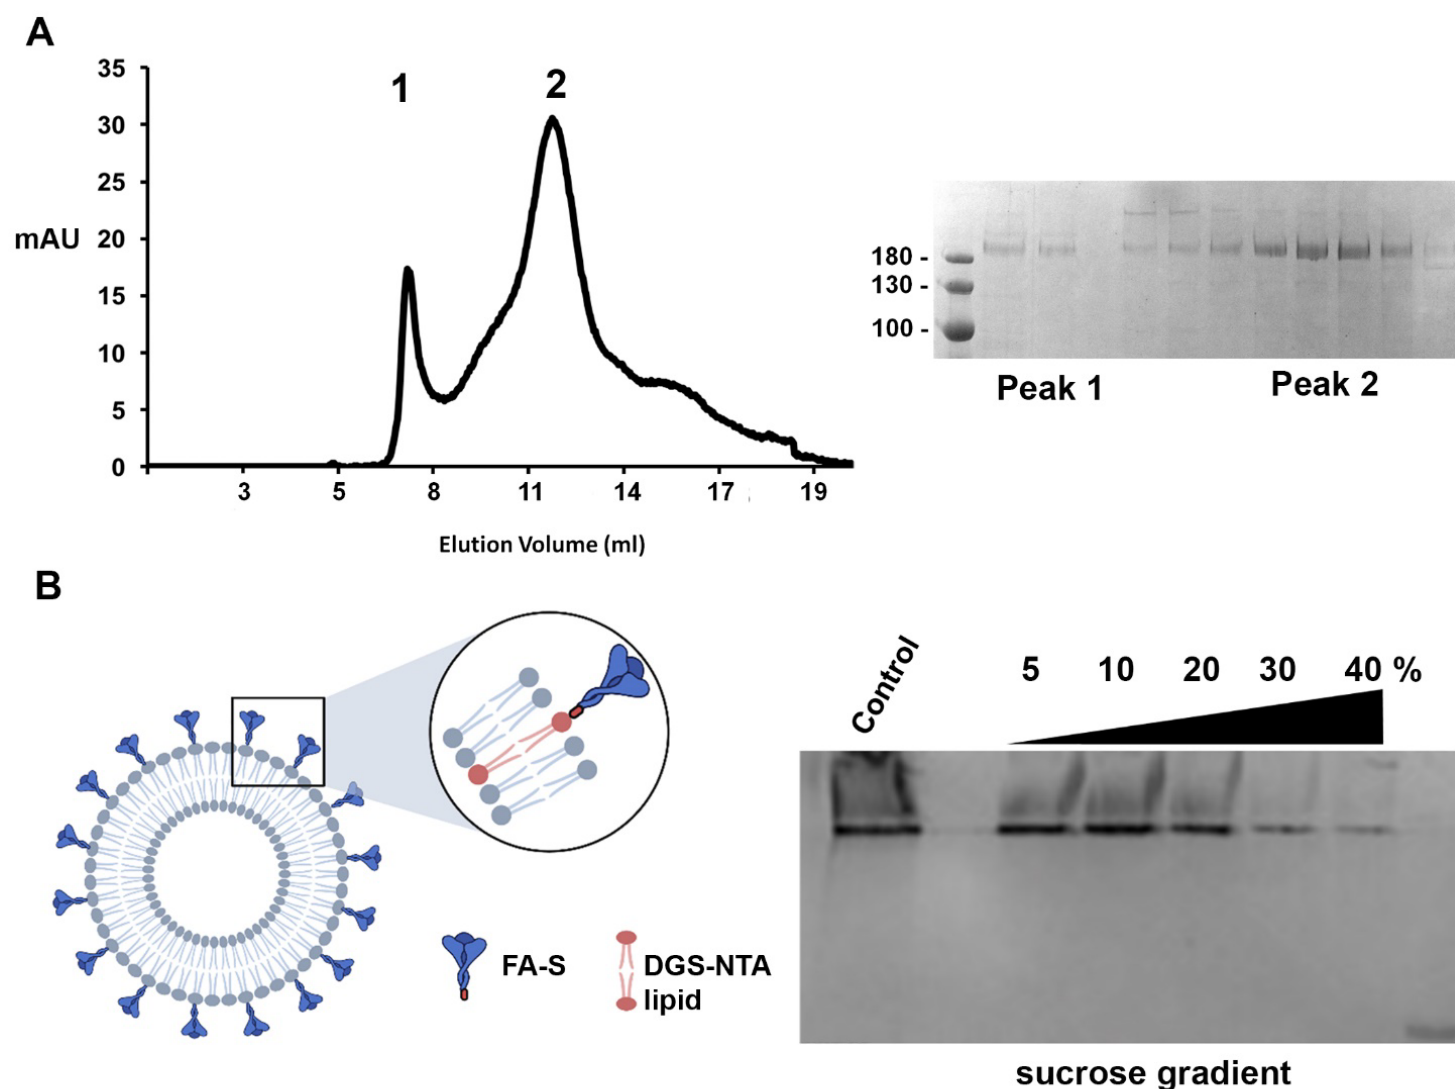 A
1
2
35
30
25
20
15
10
5
0
mAU
3 5 8 11 14 17 19
Elution Volume (ml)
180 -
130 -
100 -
Peak 1 Peak 2
B
FA-S
DGS-NTA
lipid
Control
5 10 20 30 40 %
sucrose gradient